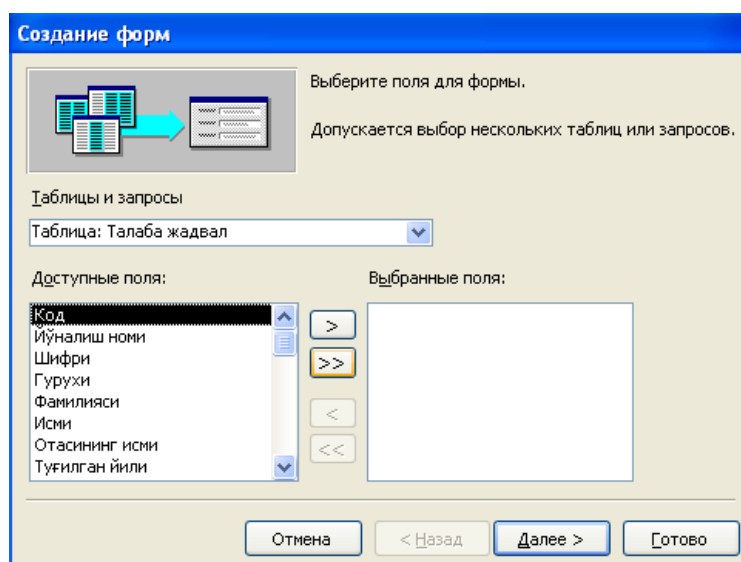 Создание форм
Выберите поля для формы.
Допускается выбор нескольких таблиц или запросов.
Таблицы и запросы
Таблица: Талаба жадвал
Доступные поля:
Выбранные поля:
Код
Йўналиш номи
Шифри
Гурухи
Фамилияси
Исми
Отасининг исми
Туғилган йили
>
>>
<
<<
Отмена
< Назад
Далее >
Готово